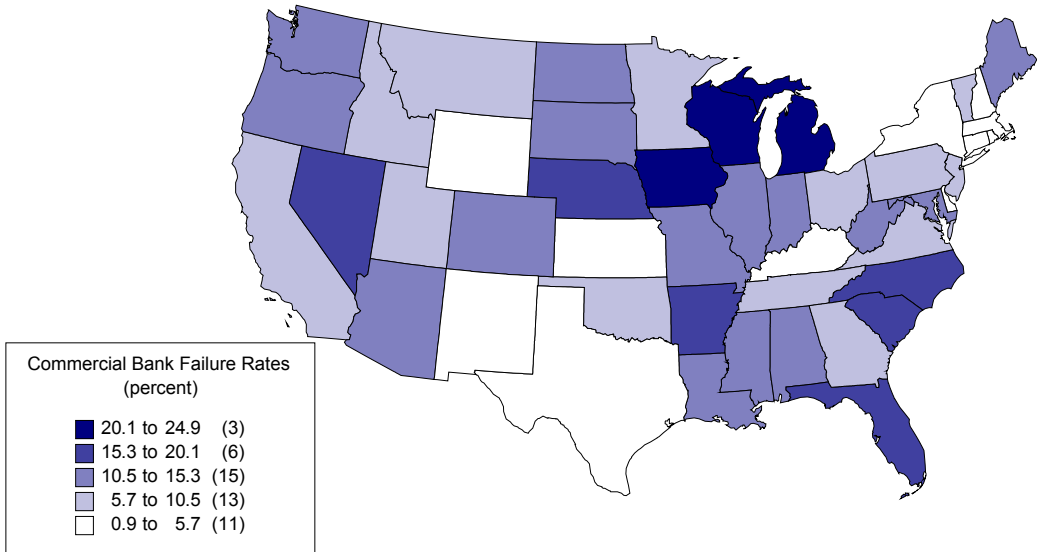 Commercial Bank Failure Rates
(percent)
20.1 to 24.9 (3)
15.3 to 20.1 (6)
10.5 to 15.3 (15)
5.7 to 10.5 (13)
0.9 to 5.7 (11)